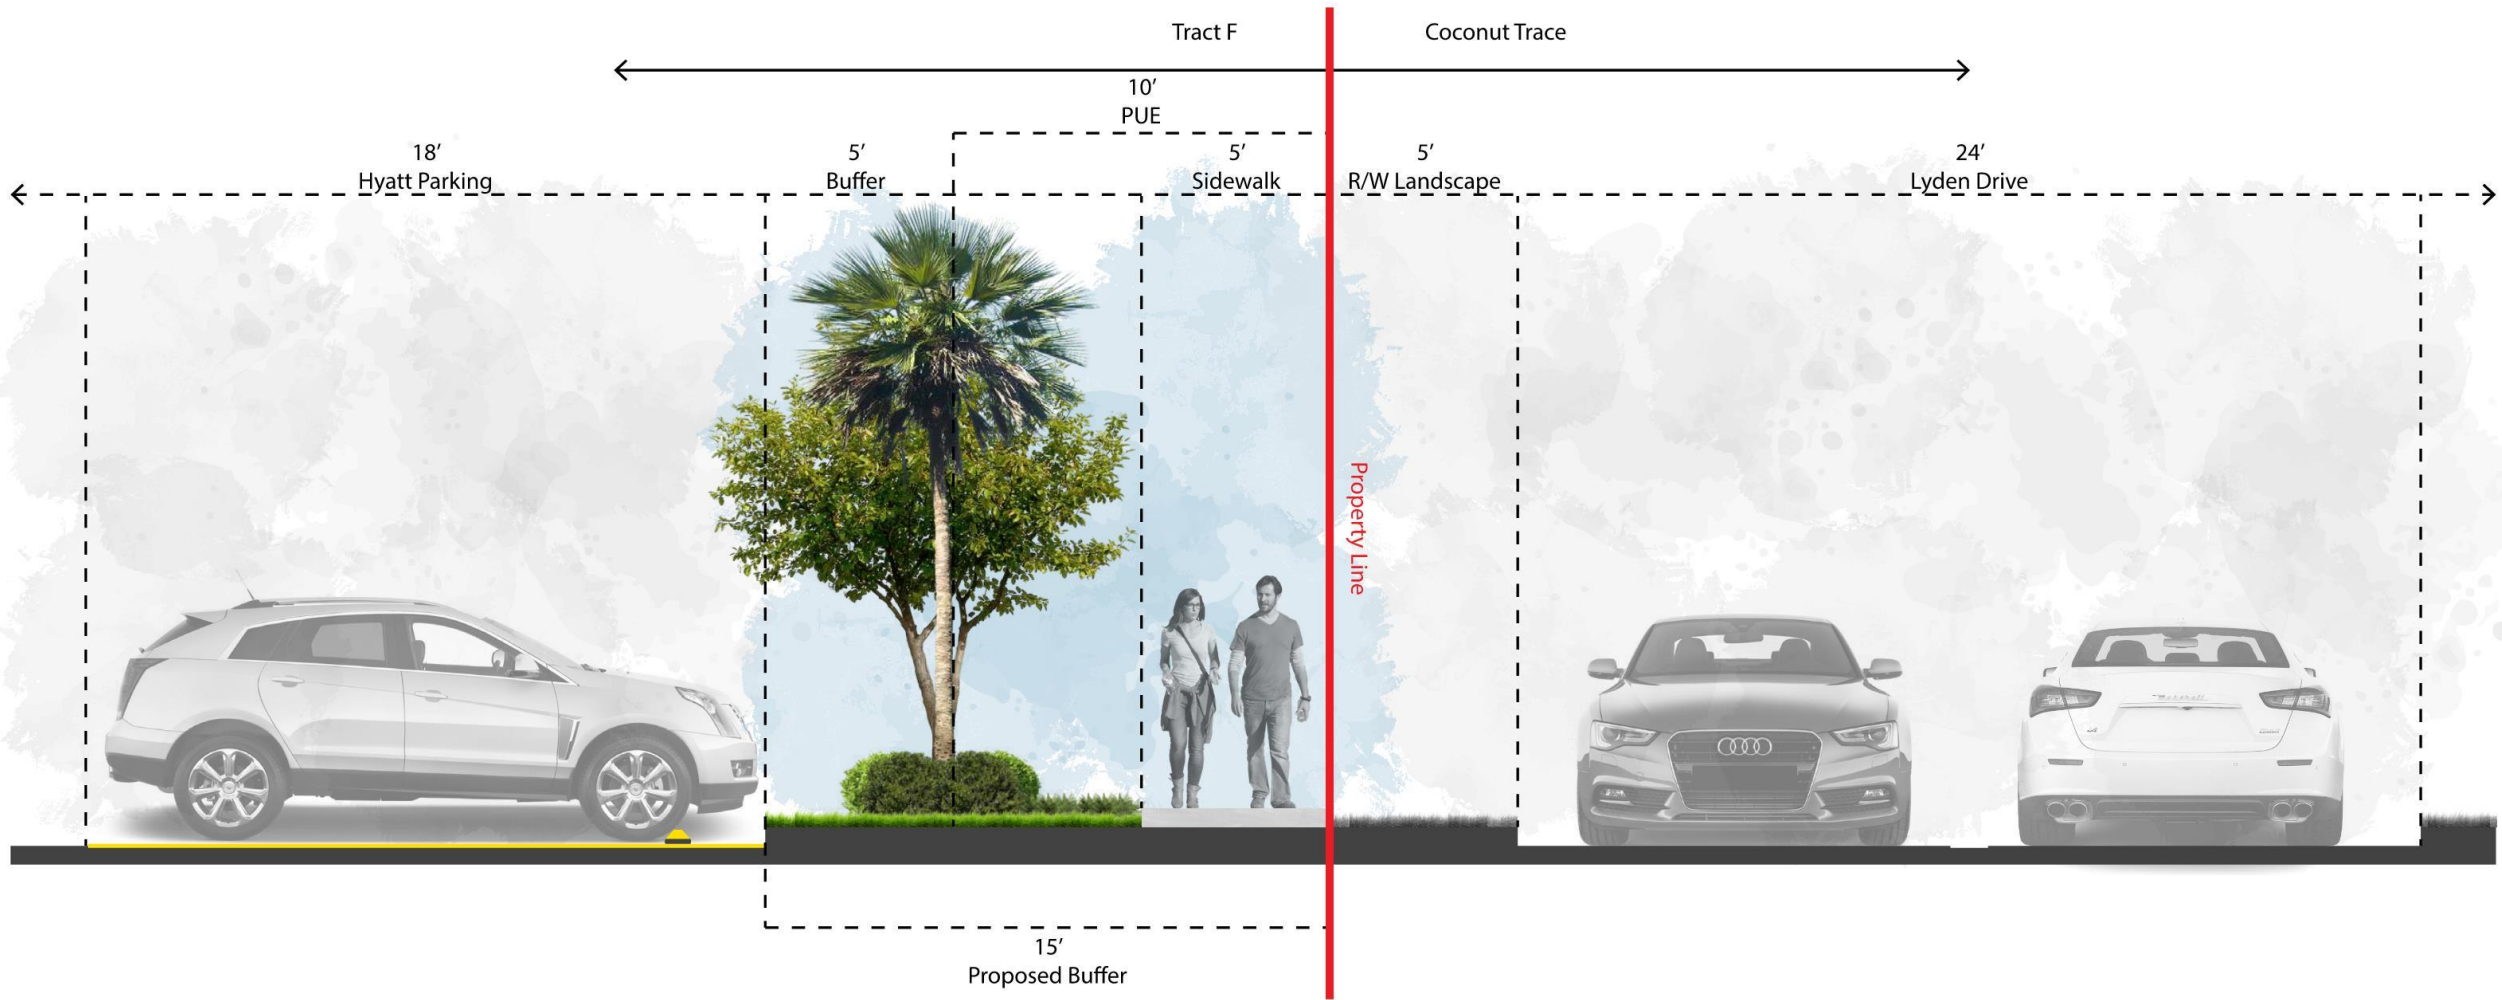 Tract F
Coconut Trace
10’
PUE
18’
Hyatt Parking
5’
Buffer
5’
Sidewalk
5’
R/W Landscape
24’
Lyden Drive
Property Line
15’
Proposed Buffer